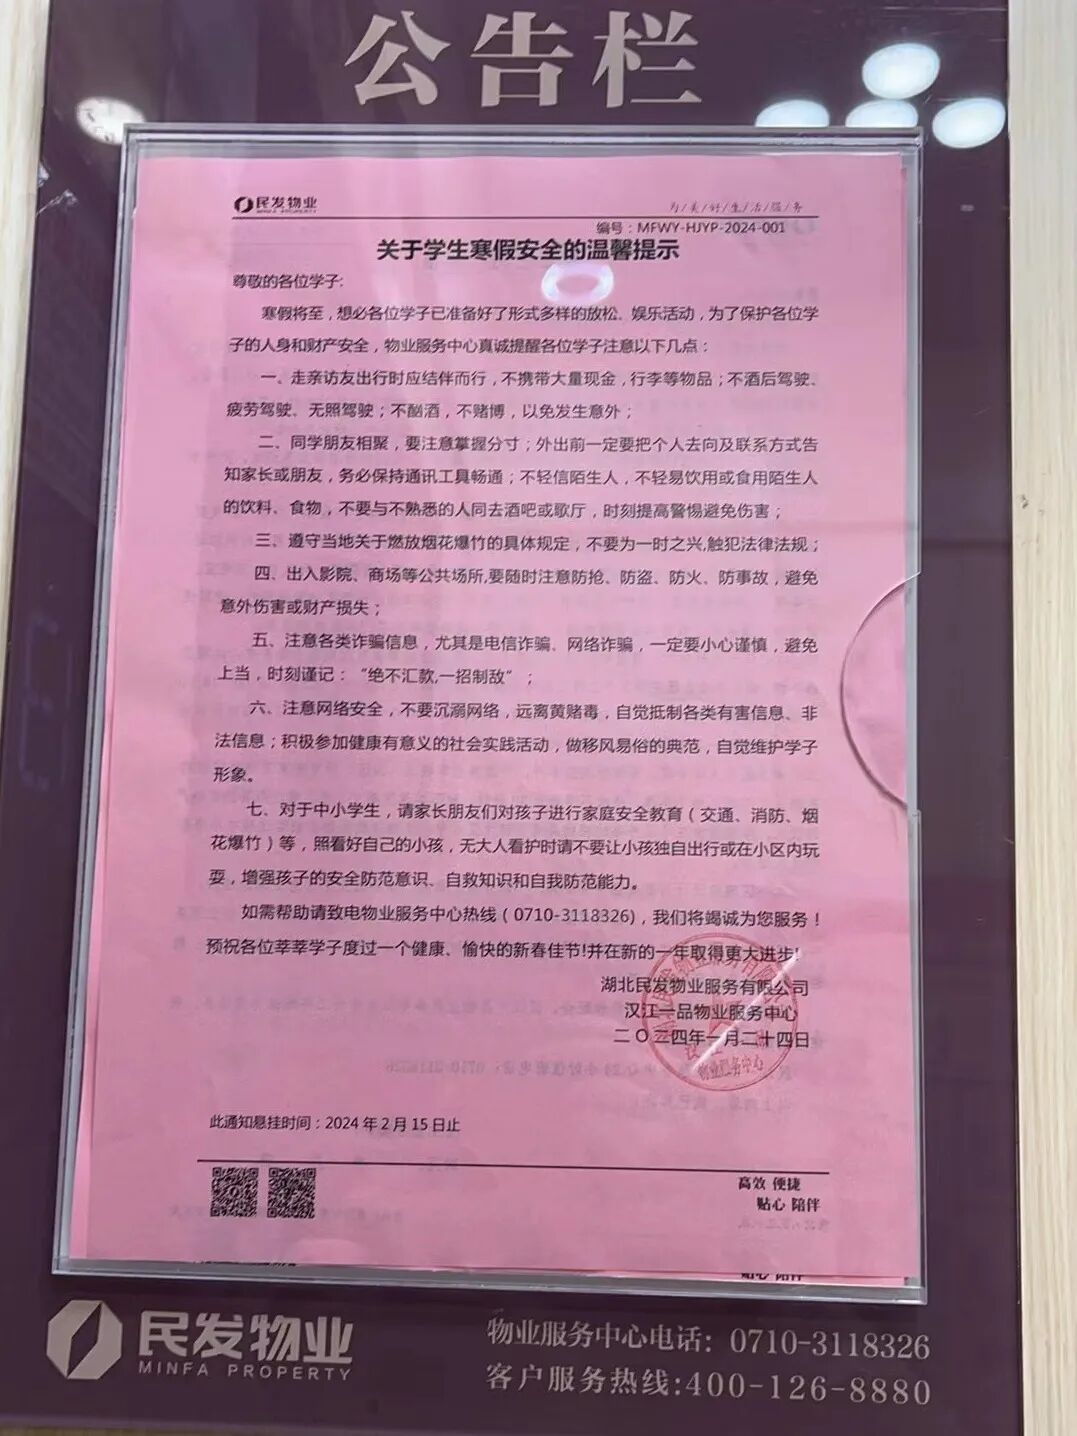 公告栏
民发物业
MINFA PROPERTY
为/美/好/生/活/服/务
编号：MFWY-HJYP-2024-001
关于学生寒假安全的温馨提示
尊敬的各位学子:
寒假将至，想必各位学子已准备好了形式多样的放松、娱乐活动，为了保护各位学
子的人身和财产安全，物业服务中心真诚提醒各位学子注意以下几点：
一、走亲访友出行时应结伴而行，不携带大量现金，行李等物品；不酒后驾驶、
疲劳驾驶、无照驾驶；不酗酒，不赌博，以免发生意外；
二、同学朋友相聚，要注意掌握分寸；外出前一定要把个人去向及联系方式告
知家长或朋友，务必保持通讯工具畅通；不轻信陌生人，不轻易饮用或食用陌生人
的饮料、食物，不要与不熟悉的人同去酒吧或歌厅，时刻提高警惕避免伤害；
三、遵守当地关于燃放烟花爆竹的具体规定，不要为一时之兴,触犯法律法规；
四、出入影院、商场等公共场所,要随时注意防抢、防盗、防火、防事故，避免
意外伤害或财产损失；
五、注意各类诈骗信息，尤其是电信诈骗、网络诈骗，一定要小心谨慎，避免
上当，时刻谨记：“绝不汇款,一招制敌”；
六、注意网络安全，不要沉溺网络，远离黄赌毒，自觉抵制各类有害信息、非
法信息；积极参加健康有意义的社会实践活动，做移风易俗的典范，自觉维护学子
形象。
七、对于中小学生，请家长朋友们对孩子进行家庭安全教育（交通、消防、烟
花爆竹）等，照看好自己的小孩，无大人看护时请不要让小孩独自出行或在小区内玩
耍，增强孩子的安全防范意识、自救知识和自我防范能力。
如需帮助请致电物业服务中心热线（0710-3118326)，我们将竭诚为您服务！
预祝各位莘莘学子度过一个健康、愉快的新春佳节!并在新的一年取得更大进步!
湖北民发物业服务有限公司
汉江一品物业服务中心
二〇二四年一月二十四日
物业服务中心
此通知悬挂时间：2024年2月15日止
高效 便捷
贴心 陪伴
贴心 陪伴
民发物业
MINFA PROPERTY
物业服务中心电话: 0710-3118326
客户服务热线:400-126-8880